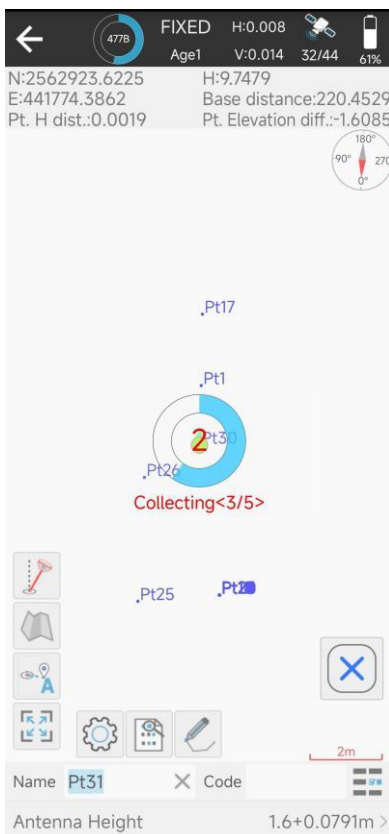 477B FIXED H:0.008
Age1 V:0.014 32/44 61%
N:2562923.6225 H:9.7479
E:441774.3862 Base distance:220.4529
Pt. H dist.:0.0019 Pt. Elevation diff.:-1.6085
180°
90° 270
0°
Pt17
Pt1
2 Pt30
Pt26
Collecting<3/5>
Pt25
A
2m
Name Pt31 Code
Antenna Height 1.6+0.0791m >